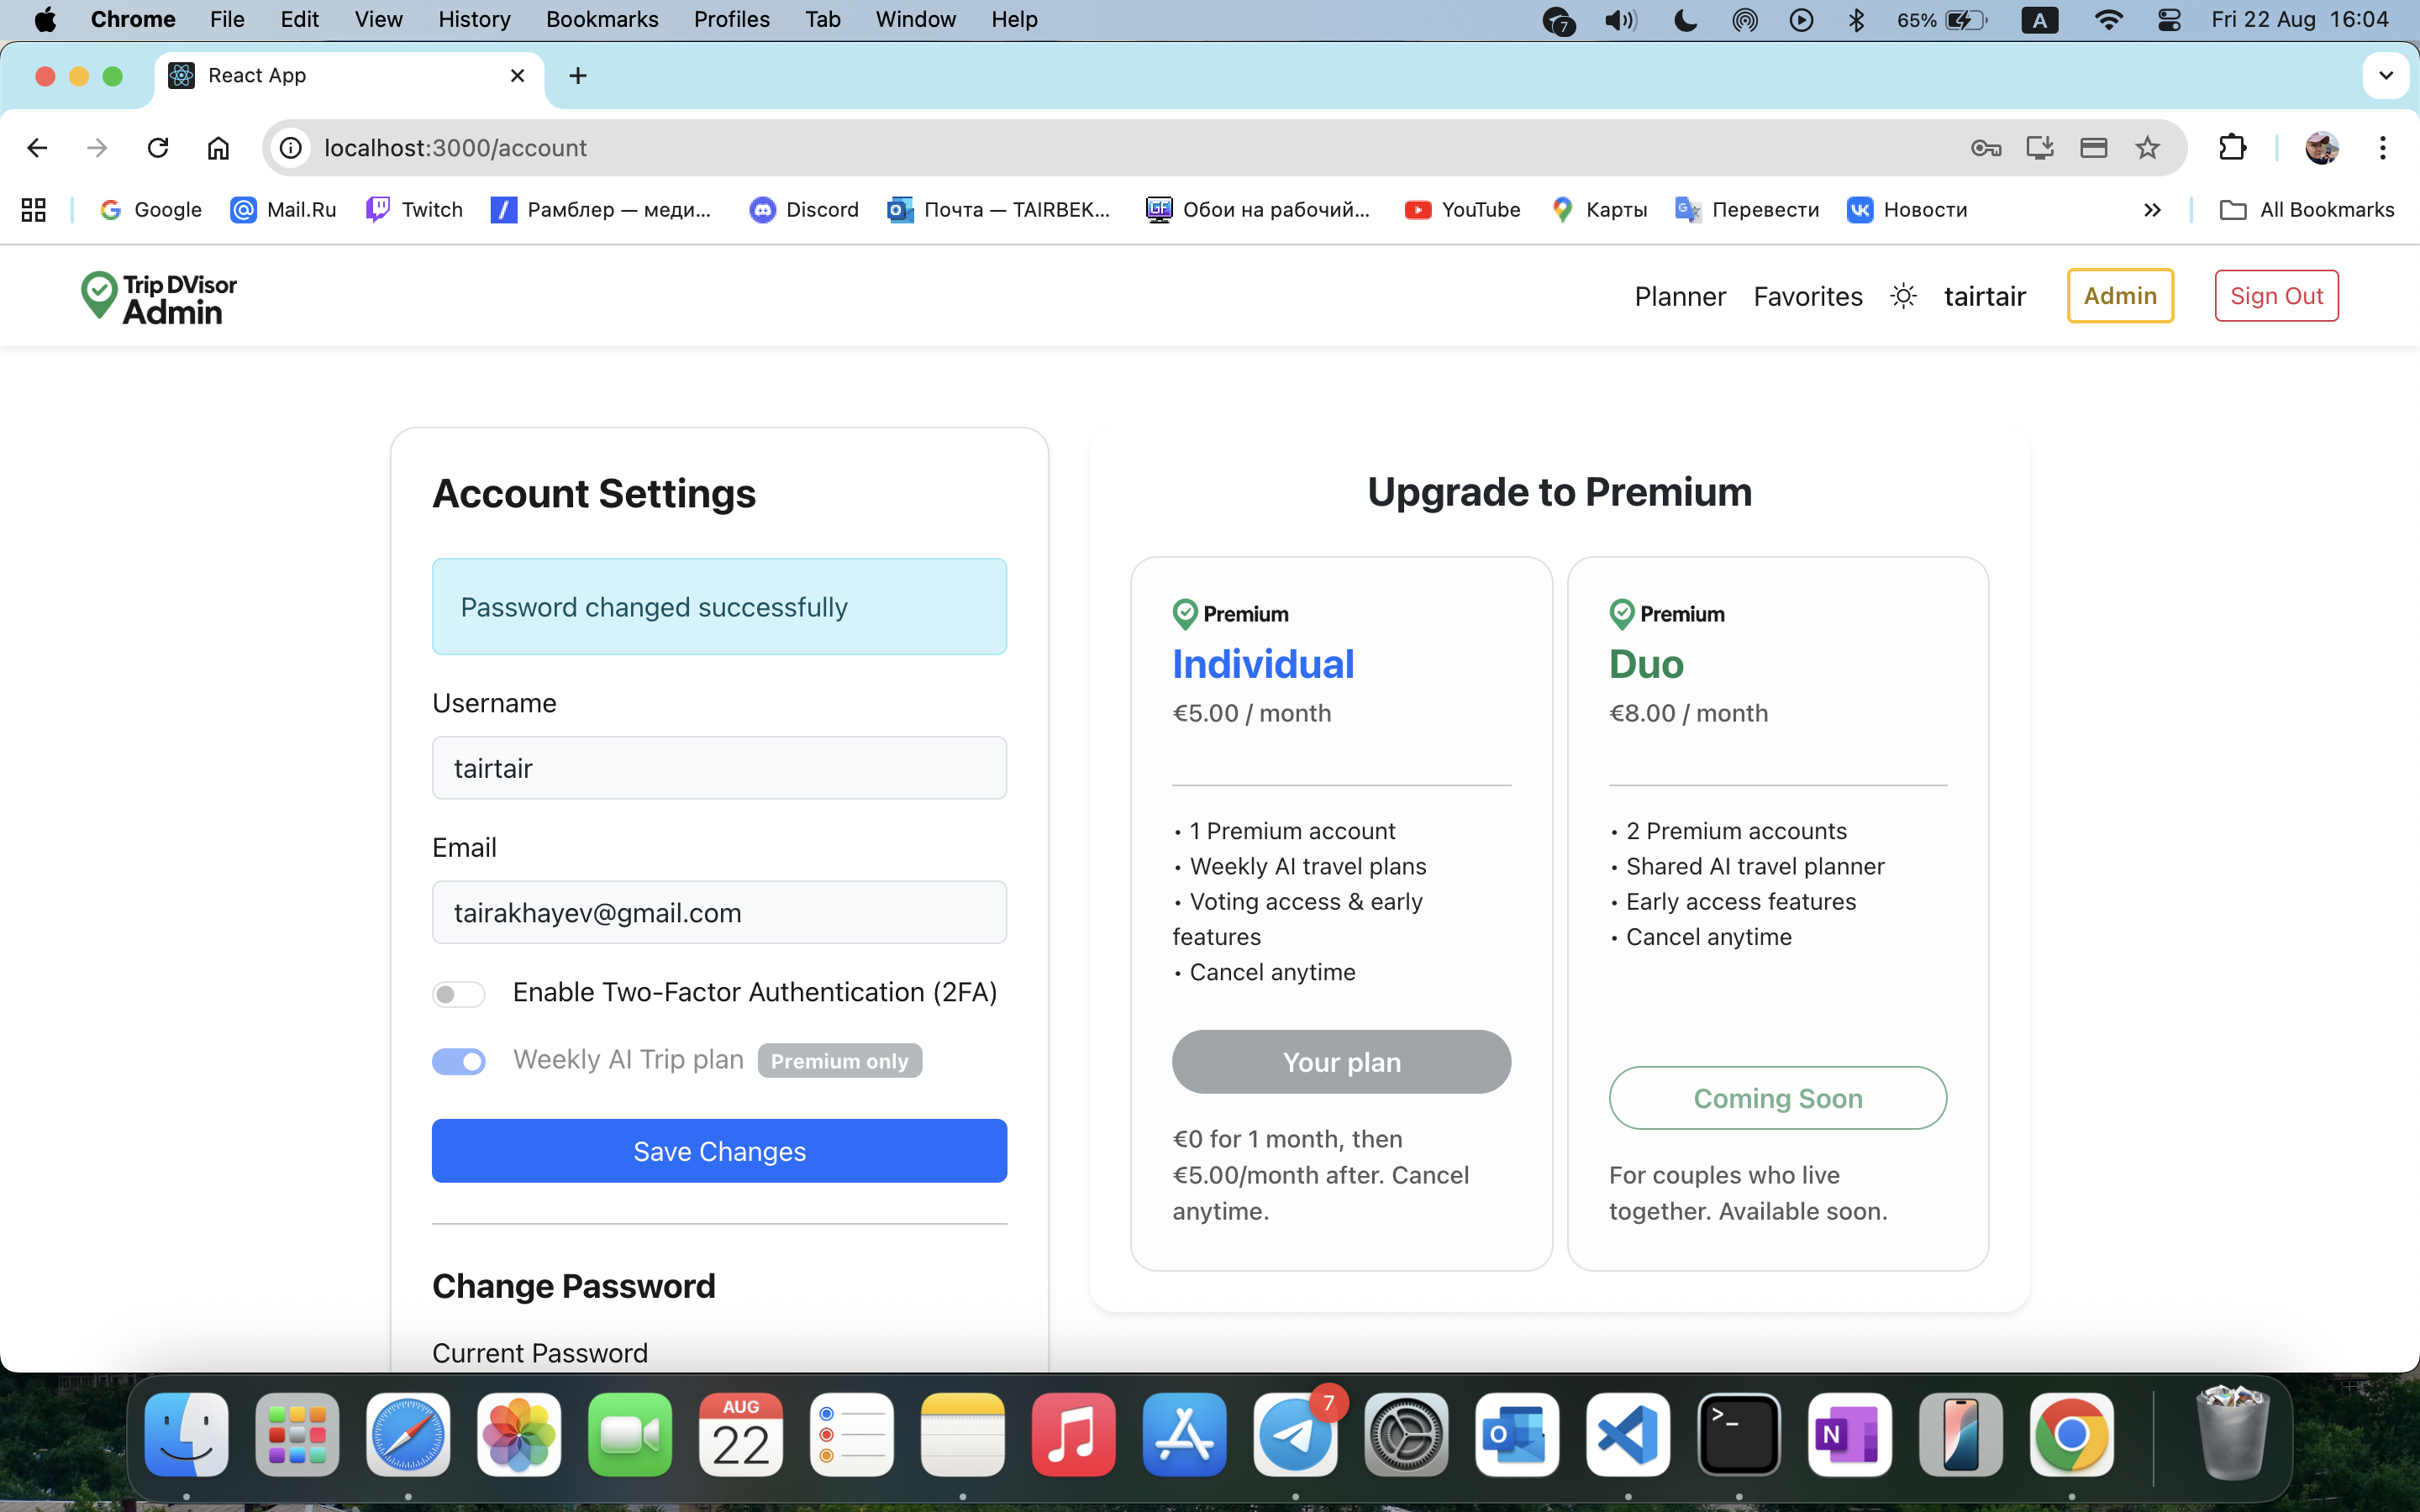 Chrome File Edit View History Bookmarks Profiles Tab Window Help 7 65% A Fri 22 Aug 16:04
React App
localhost:3000/account
Google Mail.Ru Twitch Рамблер — меди... Discord Почта — TAIRBEK... Обои на рабочий... YouTube Карты Перевести Новости All Bookmarks
Trip DVisor
Admin
Planner Favorites tairtair Admin Sign Out
Account Settings
Password changed successfully
Username
tairtair
Email
tairakhayev@gmail.com
Enable Two-Factor Authentication (2FA)
Weekly AI Trip plan Premium only
Save Changes
Change Password
Current Password
Upgrade to Premium
Premium
Individual
€5.00 / month
• 1 Premium account
• Weekly AI travel plans
• Voting access & early
features
• Cancel anytime
Your plan
€0 for 1 month, then
€5.00/month after. Cancel
anytime.
Premium
Duo
€8.00 / month
• 2 Premium accounts
• Shared AI travel planner
• Early access features
• Cancel anytime
Coming Soon
For couples who live
together. Available soon.
AUG
22
7